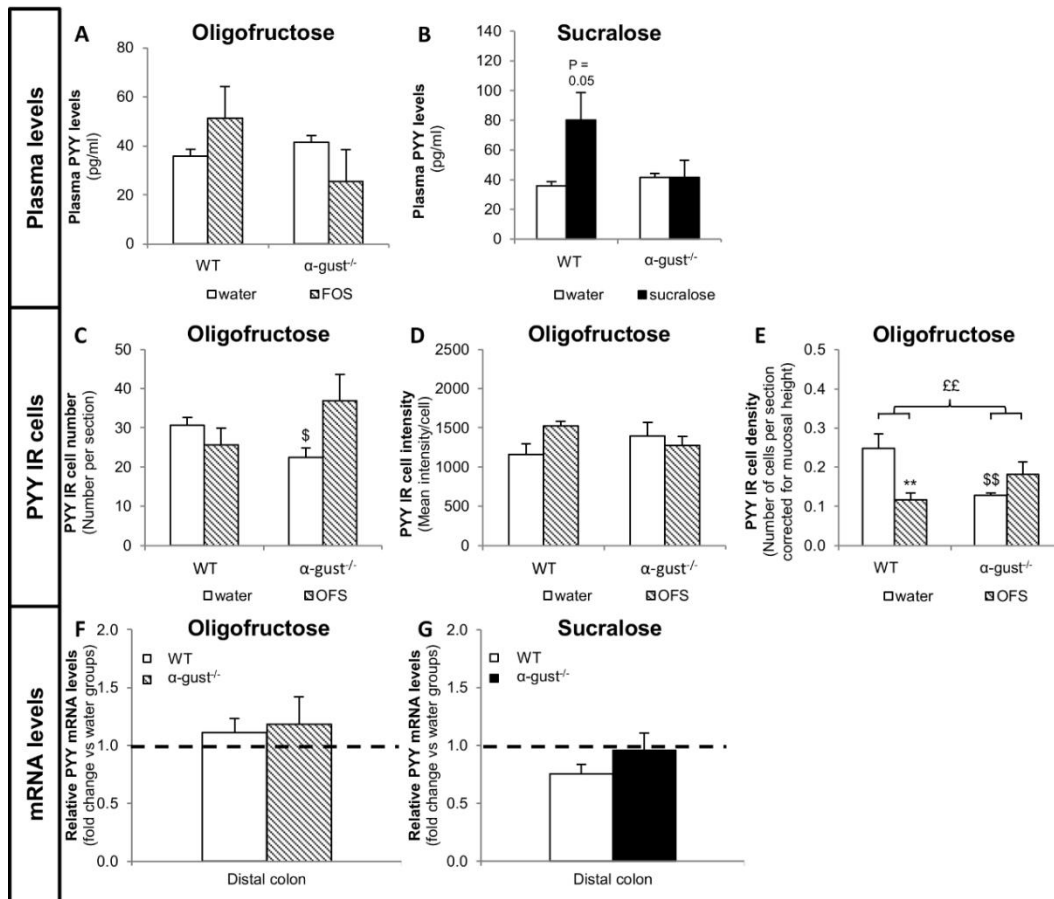 Plasma levels
A
Oligofructose
Plasma PYY levels
(pg/ml)
80
60
40
20
0
WT
α-gust-/-
water
FOS
B
Sucralose
Plasma PYY levels
(pg/ml)
140
120
100
80
60
40
20
0
P =
0.05
WT
α-gust-/-
water
sucralose
PYY IR cells
C
Oligofructose
PYY IR cell number
(Number per section)
50
40
30
20
10
0
$
WT
α-gust-/-
water
OFS
D
Oligofructose
PYY IR cell intensity
(Mean intensity/cell)
2500
2000
1500
1000
500
0
WT
α-gust-/-
water
OFS
E
Oligofructose
PYY IR cell density
(Number of cells per section
corrected for mucosal height)
0.6
0.5
0.4
0.3
0.2
0.1
0.0
££
**
$$
WT
α-gust-/-
water
OFS
mRNA levels
F
Oligofructose
Relative PYY mRNA levels
(fold change vs water groups)
2.0
1.5
1.0
0.5
0.0
WT
α-gust-/-
Distal colon
G
Sucralose
Relative PYY mRNA levels
(fold change vs water groups)
2.0
1.5
1.0
0.5
0.0
WT
α-gust-/-
Distal colon